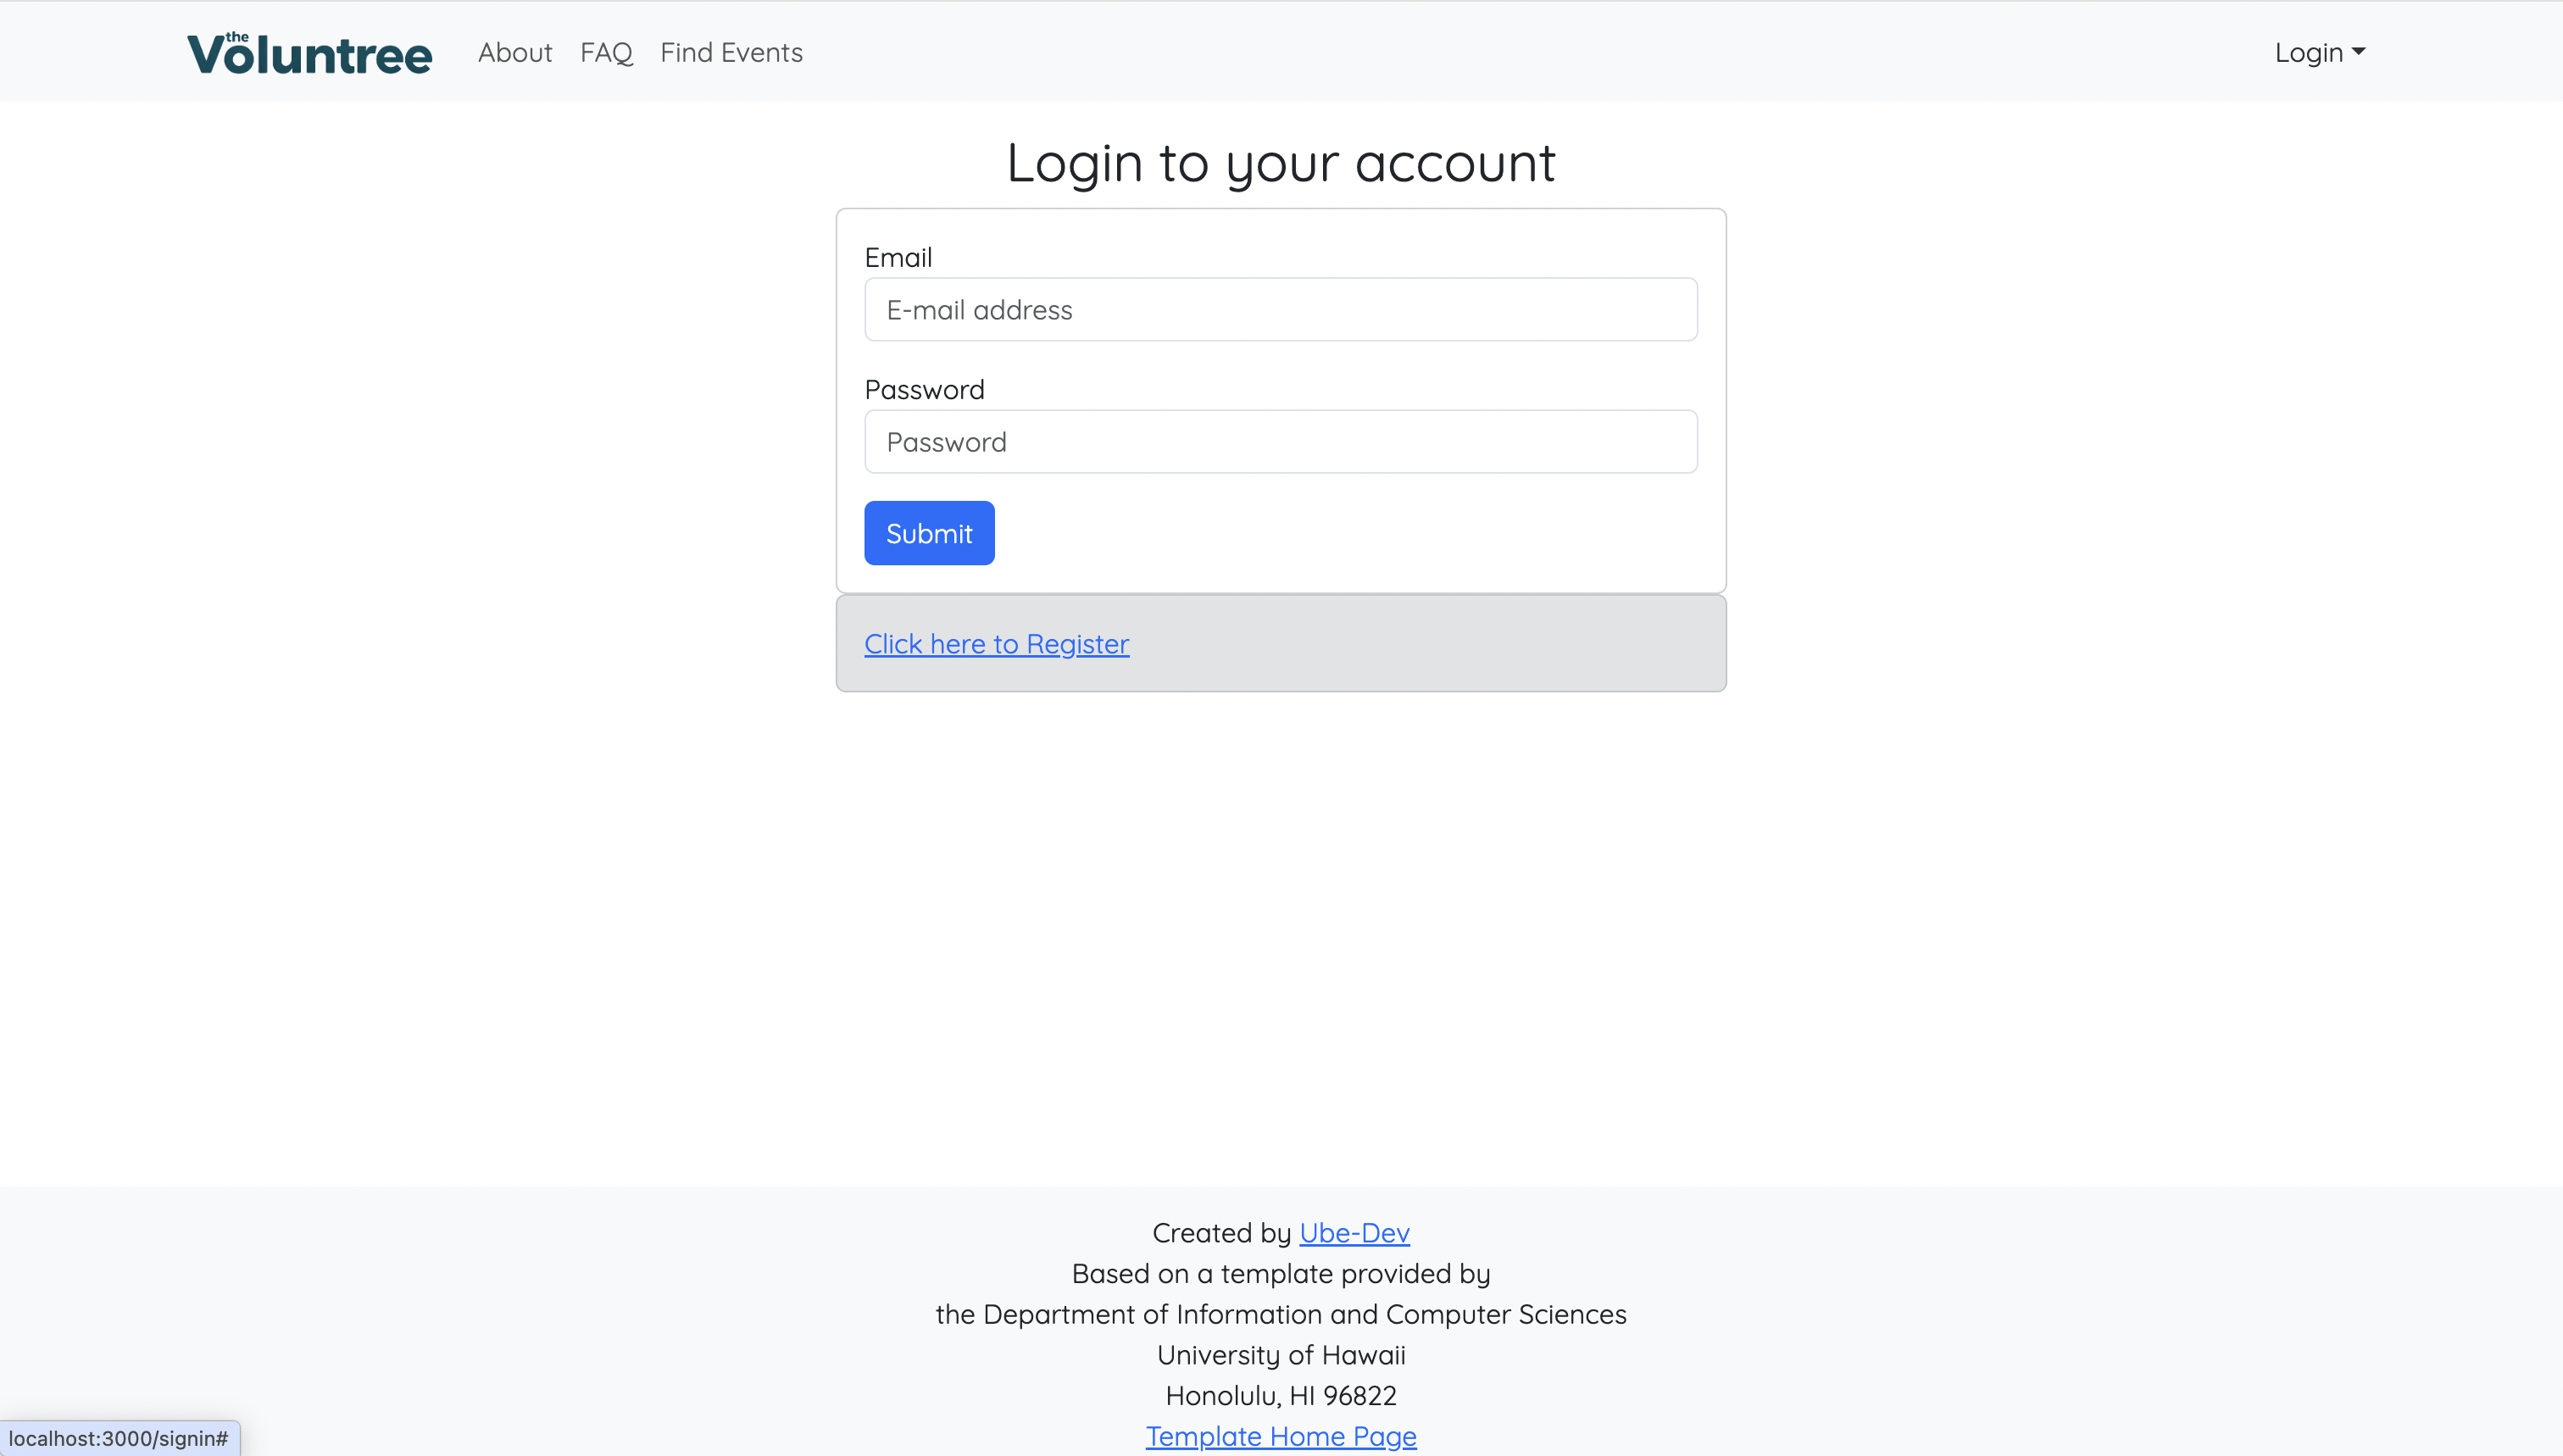 the Voluntree About FAQ Find Events Login
Login to your account
Email
E-mail address
Password
Password
Submit
Click here to Register
Created by Ube-Dev
Based on a template provided by
the Department of Information and Computer Sciences
University of Hawaii
Honolulu, HI 96822
Template Home Page
localhost:3000/signin#